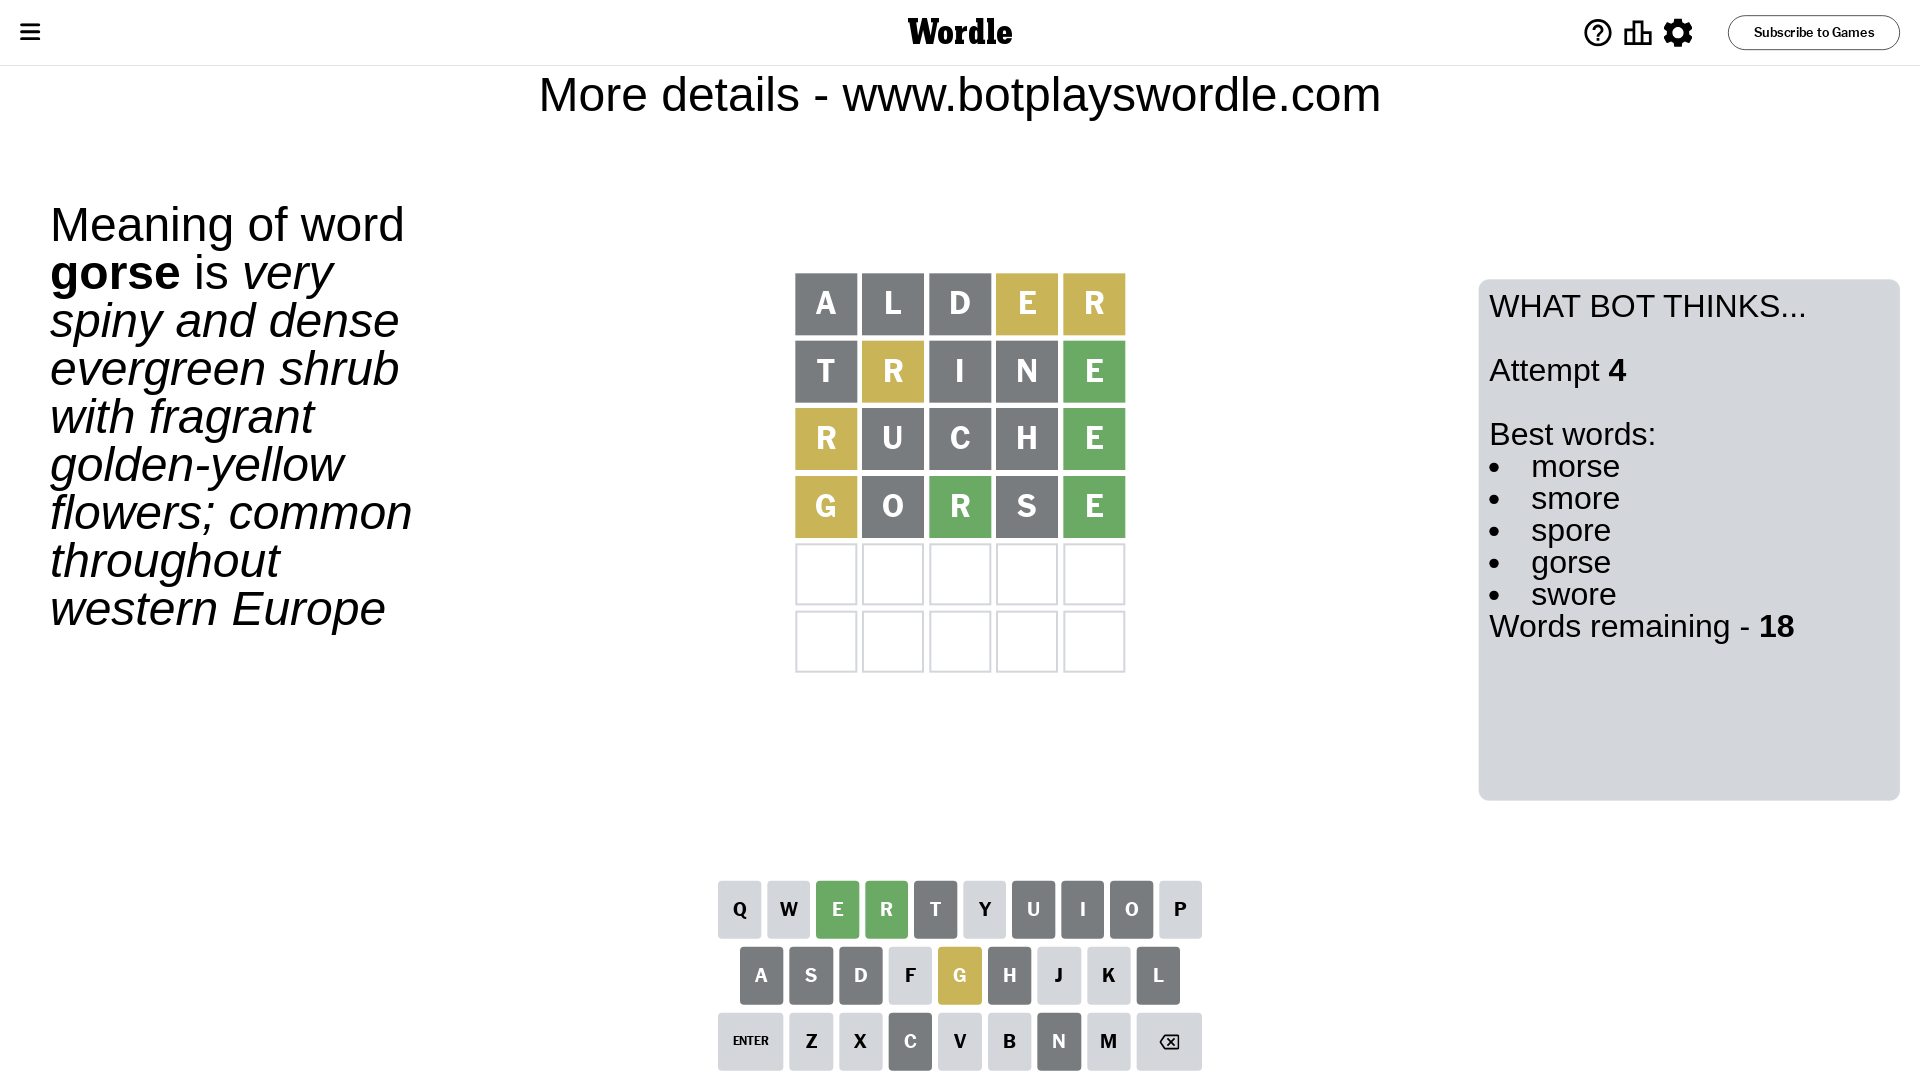 Wordle
Subscribe to Games
More details - www.botplayswordle.com
Meaning of word
gorse is very
spiny and dense
evergreen shrub
with fragrant
golden-yellow
flowers; common
throughout
western Europe
A L D E R
T R I N E
R U C H E
G O R S E
WHAT BOT THINKS...
Attempt 4
Best words:
• morse
• smore
• spore
• gorse
• swore
Words remaining - 18
Q W E R T Y U I O P
A S D F G H J K L
ENTER Z X C V B N M